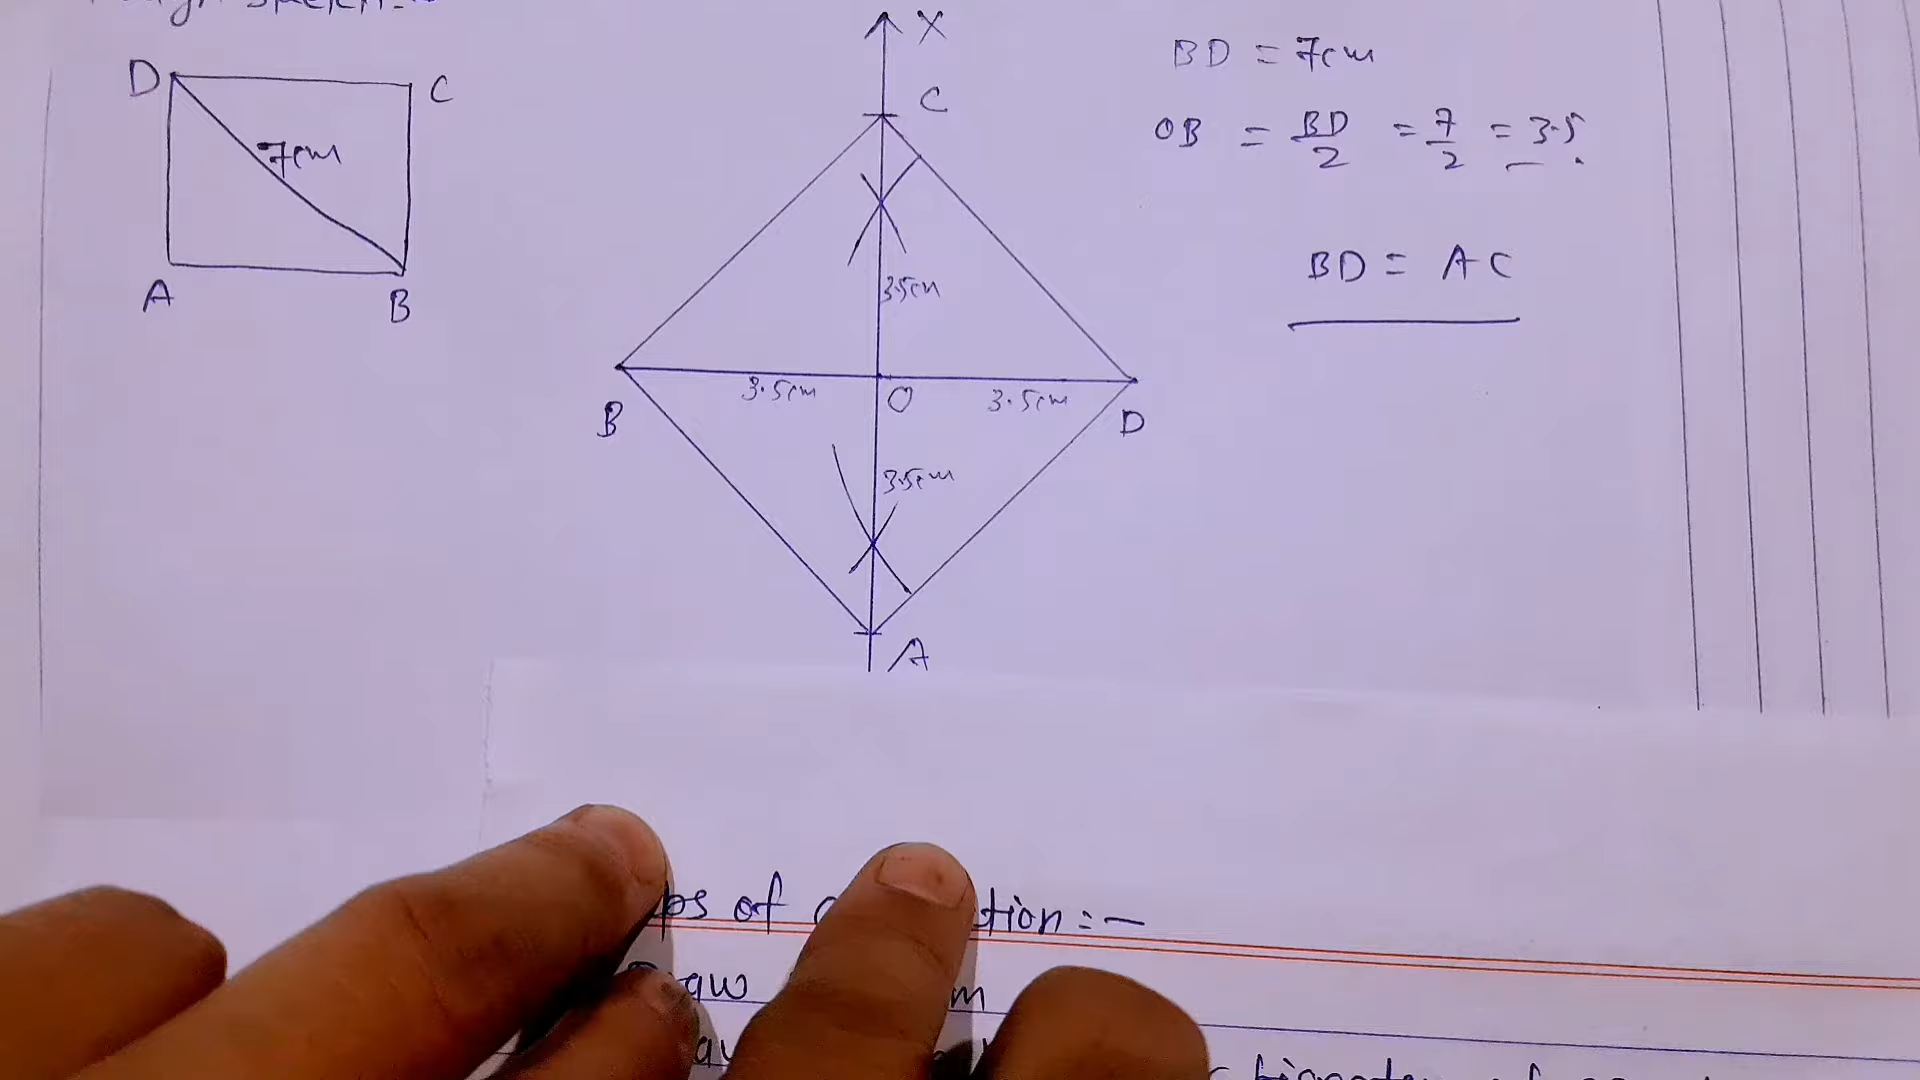 D
C
7cm
A
B
X
C
3.5cm
B
3.5cm
O
3.5cm
D
3.5cm
A
BD = 7cm
OB = BD/2 = 7/2 = 3.5
BD = AC
of
tion:-
m